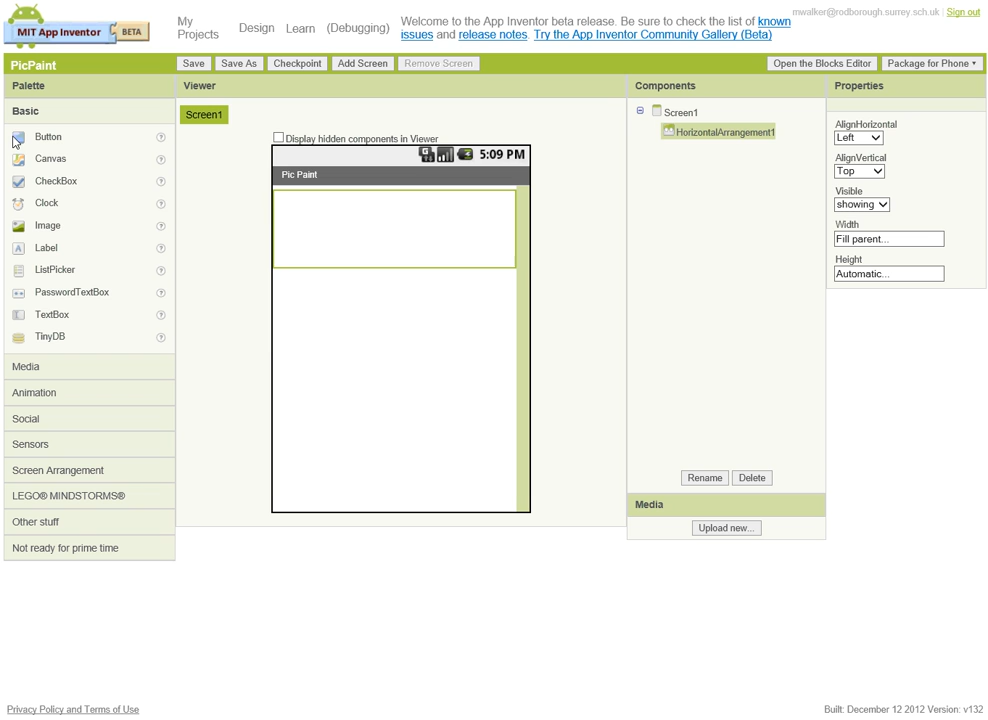 mwalker@rodborough.surrey.sch.uk | Sign out
MIT App Inventor BETA
My Projects Design Learn (Debugging)
Welcome to the App Inventor beta release. Be sure to check the list of known
issues and release notes. Try the App Inventor Community Gallery (Beta)
PicPaint
Save Save As Checkpoint Add Screen Remove Screen Open the Blocks Editor Package for Phone
Palette
Basic
Button ?
Canvas ?
CheckBox ?
Clock ?
Image ?
Label ?
ListPicker ?
PasswordTextBox ?
TextBox ?
TinyDB ?
Media
Animation
Social
Sensors
Screen Arrangement
LEGO® MINDSTORMS®
Other stuff
Not ready for prime time
Viewer
Screen1
Display hidden components in Viewer
5:09 PM
Pic Paint
Components
Screen1
HorizontalArrangement1
Rename Delete
Media
Upload new...
Properties
AlignHorizontal
Left
AlignVertical
Top
Visible
showing
Width
Fill parent...
Height
Automatic...
Privacy Policy and Terms of Use
Built: December 12 2012 Version: v132